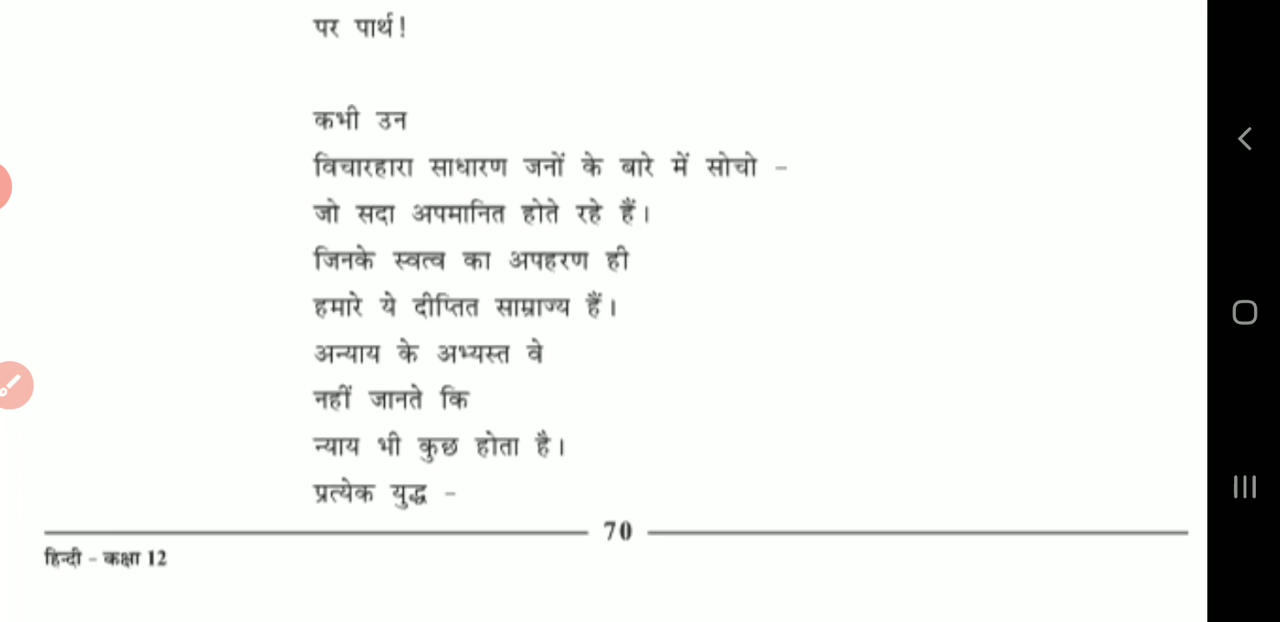 पर पार्थ!
कभी उन
विचारहारा साधारण जनों के बारे में सोचो -
जो सदा अपमानित होते रहे हैं।
जिनके स्वत्व का अपहरण ही
हमारे ये दीप्तित साम्राज्य हैं।
अन्याय के अभ्यस्त वे
नहीं जानते कि
न्याय भी कुछ होता है।
प्रत्येक युद्ध -
70
हिन्दी - कक्षा 12